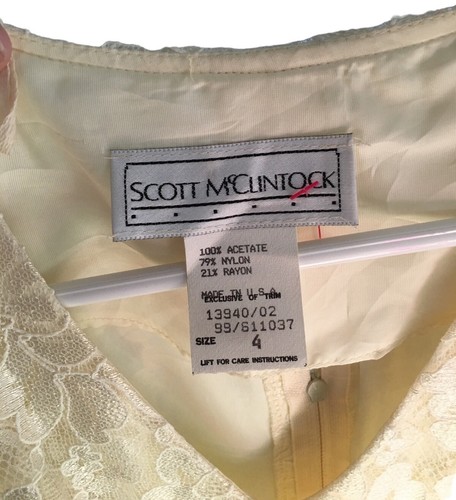 SCOTT McCLINTOCK
100% ACETATE
79% NYLON
21% RAYON
MADE IN U.S.A
EXCLUSIVE OF TRIM
13940/02
99/611037
SIZE 4
LIFT FOR CARE INSTRUCTIONS